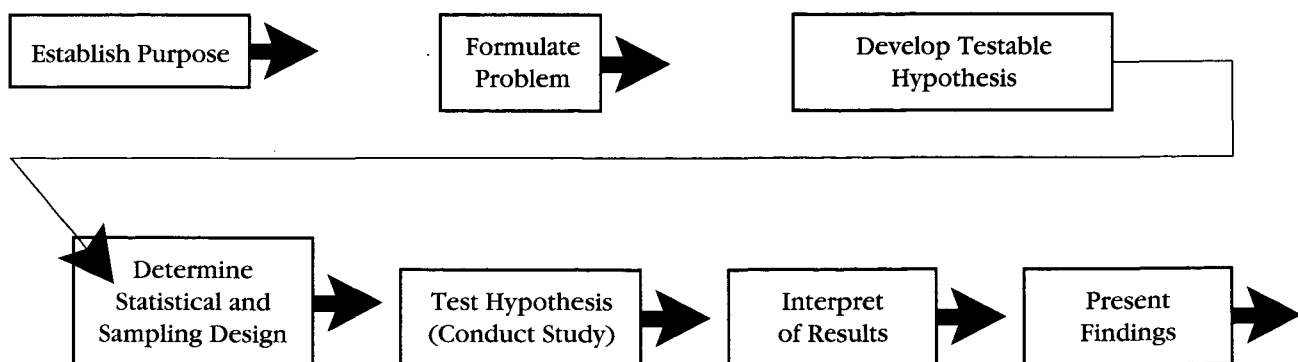 Establish Purpose
Formulate
Problem
Develop Testable
Hypothesis
Determine
Statistical and
Sampling Design
Test Hypothesis
(Conduct Study)
Interpret
of Results
Present
Findings